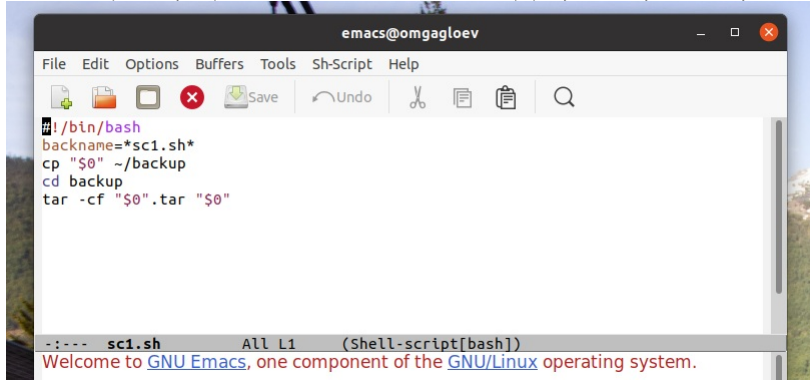 emacs@omgagloev
File Edit Options Buffers Tools Sh-Script Help
Save Undo
#!/bin/bash
backname=*sc1.sh*
cp "$0" ~/backup
cd backup
tar -cf "$0".tar "$0"
-:--- sc1.sh All L1 (Shell-script[bash])
Welcome to GNU Emacs, one component of the GNU/Linux operating system.